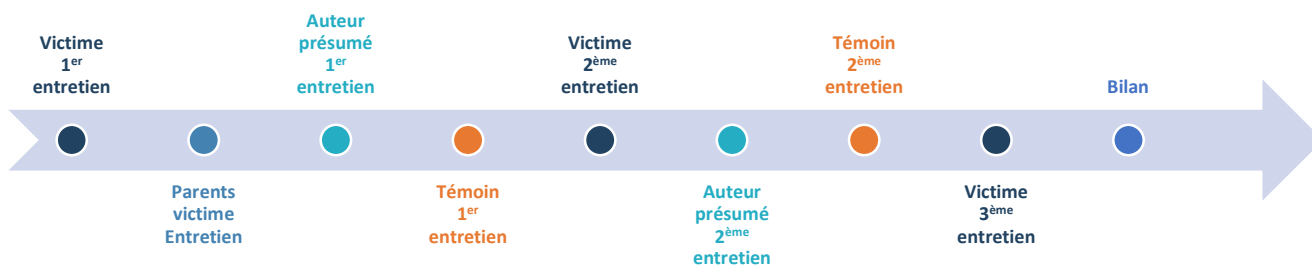 Victime
1er
entretien
Parents
victime
Entretien
Auteur
présumé
1er
entretien
Témoin
1er
entretien
Victime
2ème
entretien
Auteur
présumé
2ème
entretien
Témoin
2ème
entretien
Victime
3ème
entretien
Bilan